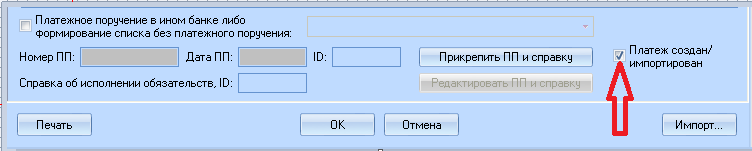 Платежное поручение в ином банке либо
формирование списка без платежного поручения:
Номер ПП: Дата ПП: ID: Прикрепить ПП и справку Платеж создан/
импортирован
Справка об исполнении обязательств, ID: Редактировать ПП и справку
Печать OK Отмена Импорт...